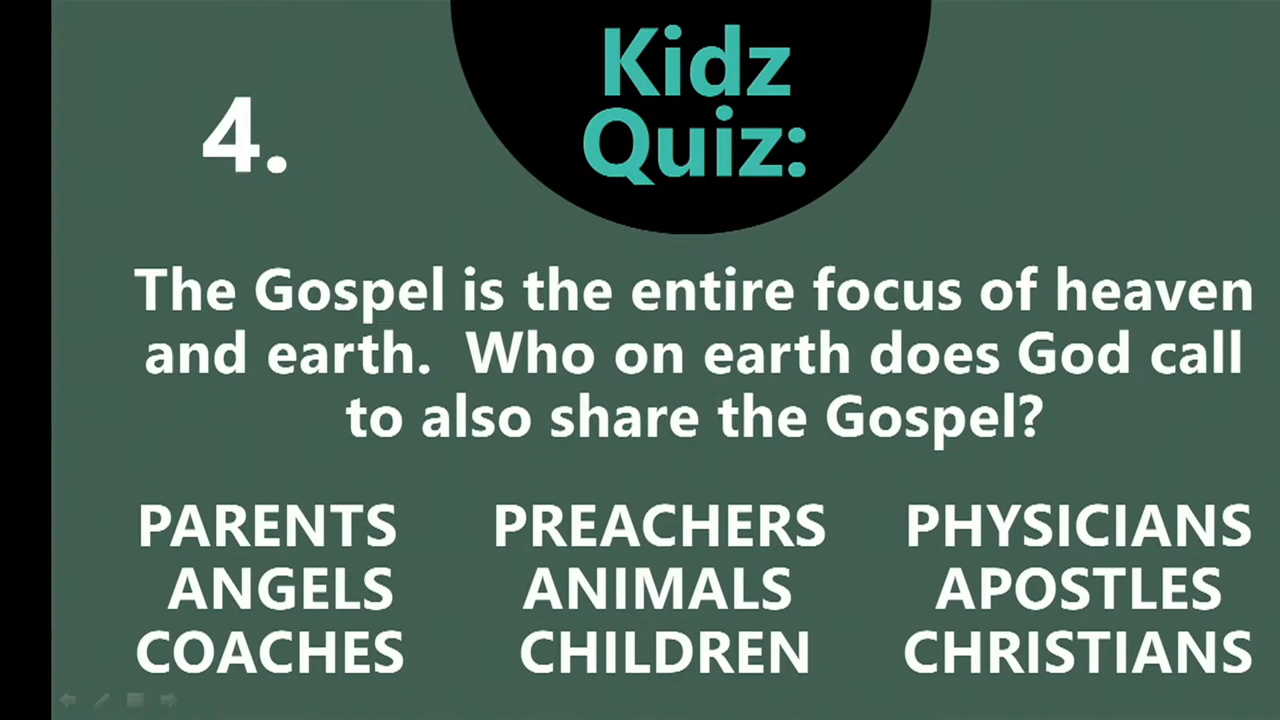 Kidz
Quiz:
4.
The Gospel is the entire focus of heaven
and earth. Who on earth does God call
to also share the Gospel?
PARENTS PREACHERS PHYSICIANS
ANGELS ANIMALS APOSTLES
COACHES CHILDREN CHRISTIANS